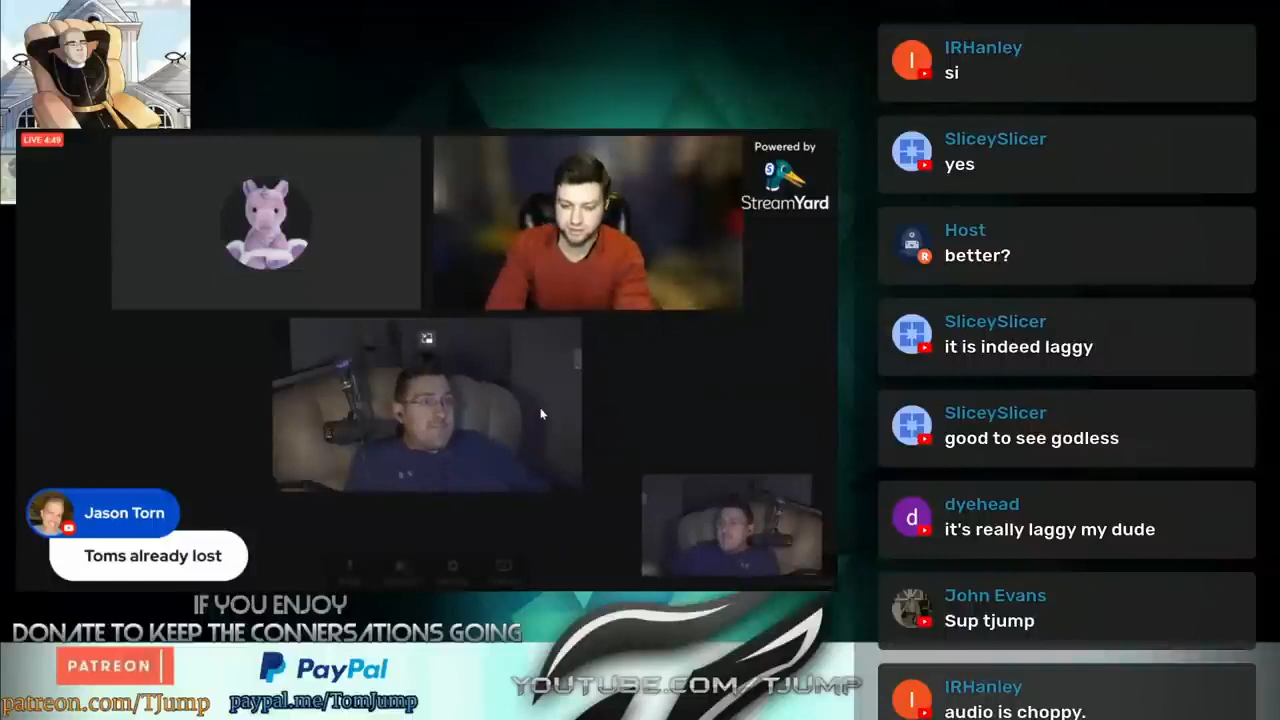 LIVE 4:49
Powered by
StreamYard
Jason Torn
Toms already lost
IF YOU ENJOY
DONATE TO KEEP THE CONVERSATIONS GOING
PATREON
PayPal
patreon.com/TJump
paypal.me/TomJump
YOUTUBE.COM/TJUMP
IRHanley
si
SliceySlicer
yes
Host
better?
SliceySlicer
it is indeed laggy
SliceySlicer
good to see godless
d
dyehead
it's really laggy my dude
John Evans
Sup tjump
IRHanley
audio is choppy.